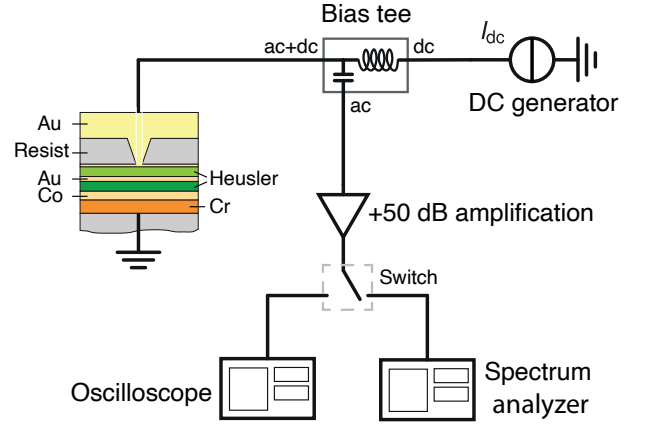 Bias tee
ac+dc
dc
I_dc
DC generator
ac
Au
Resist
Au
Co
Heusler
Cr
+50 dB amplification
Switch
Oscilloscope
Spectrum
analyzer